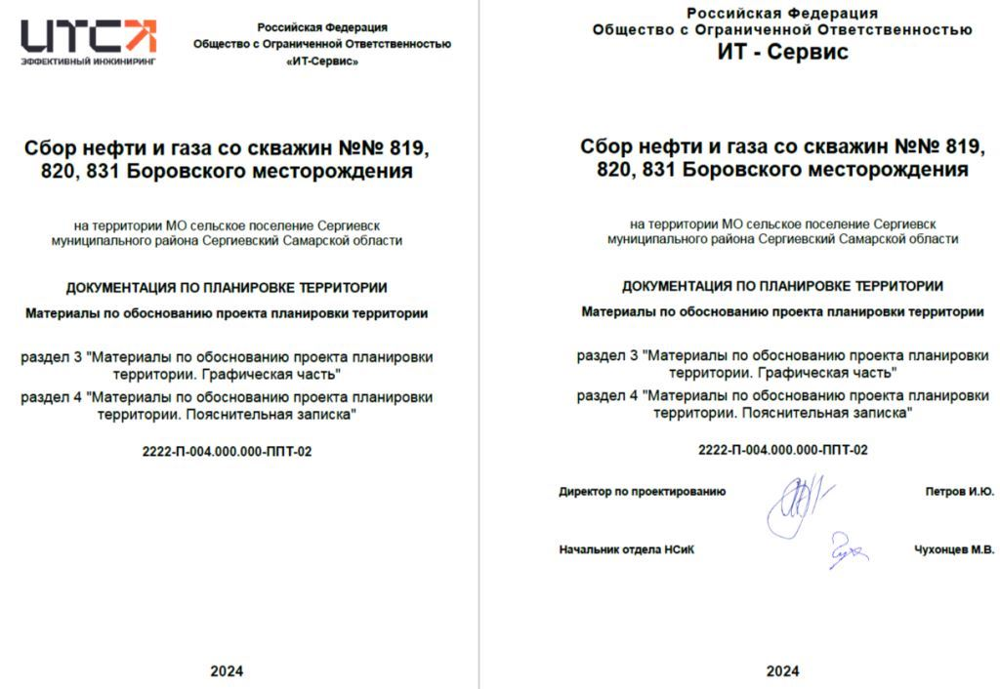 ИТСК
ЭФФЕКТИВНЫЙ ИНЖИНИРИНГ
Российская Федерация
Общество с Ограниченной Ответственностью
«ИТ-Сервис»
Сбор нефти и газа со скважин №№ 819,
820, 831 Боровского месторождения
на территории МО сельское поселение Сергиевск
муниципального района Сергиевский Самарской области
ДОКУМЕНТАЦИЯ ПО ПЛАНИРОВКЕ ТЕРРИТОРИИ
Материалы по обоснованию проекта планировки территории
раздел 3 "Материалы по обоснованию проекта планировки
территории. Графическая часть"
раздел 4 "Материалы по обоснованию проекта планировки
территории. Пояснительная записка"
2222-П-004.000.000-ППТ-02
2024
Российская Федерация
Общество с Ограниченной Ответственностью
ИТ - Сервис
Сбор нефти и газа со скважин №№ 819,
820, 831 Боровского месторождения
на территории МО сельское поселение Сергиевск
муниципального района Сергиевский Самарской области
ДОКУМЕНТАЦИЯ ПО ПЛАНИРОВКЕ ТЕРРИТОРИИ
Материалы по обоснованию проекта планировки территории
раздел 3 "Материалы по обоснованию проекта планировки
территории. Графическая часть"
раздел 4 "Материалы по обоснованию проекта планировки
территории. Пояснительная записка"
2222-П-004.000.000-ППТ-02
Директор по проектированию Петров И.Ю.
Начальник отдела НСиК Чухонцев М.В.
2024